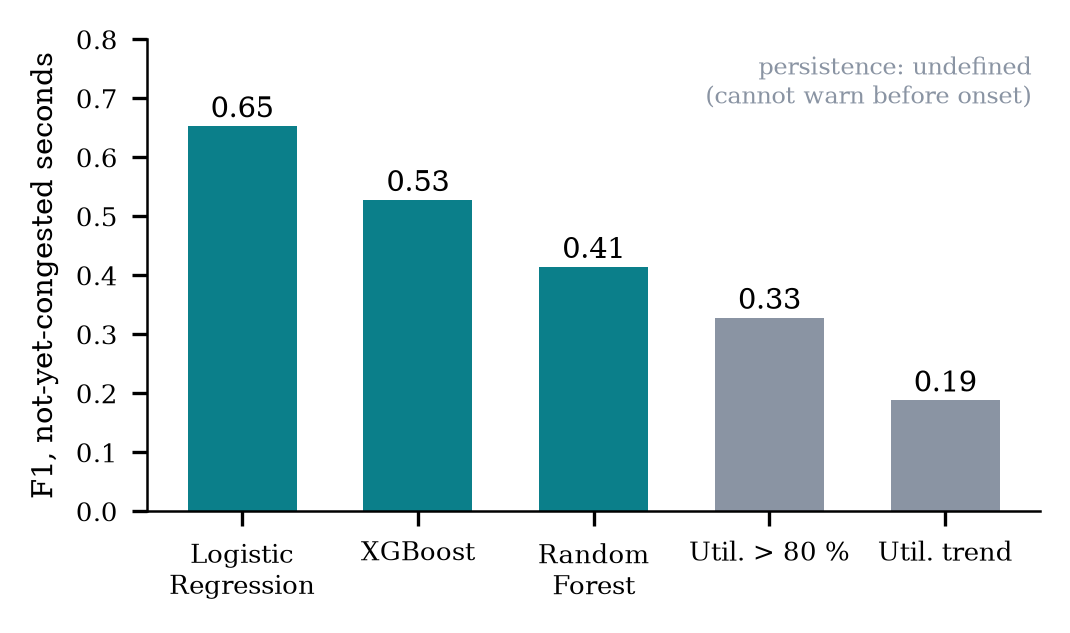 F1, not-yet-congested seconds
0.8
0.7
0.6
0.5
0.4
0.3
0.2
0.1
0.0
persistence: undefined
(cannot warn before onset)
0.65
0.53
0.41
0.33
0.19
Logistic
Regression
XGBoost
Random
Forest
Util. > 80 %
Util. trend